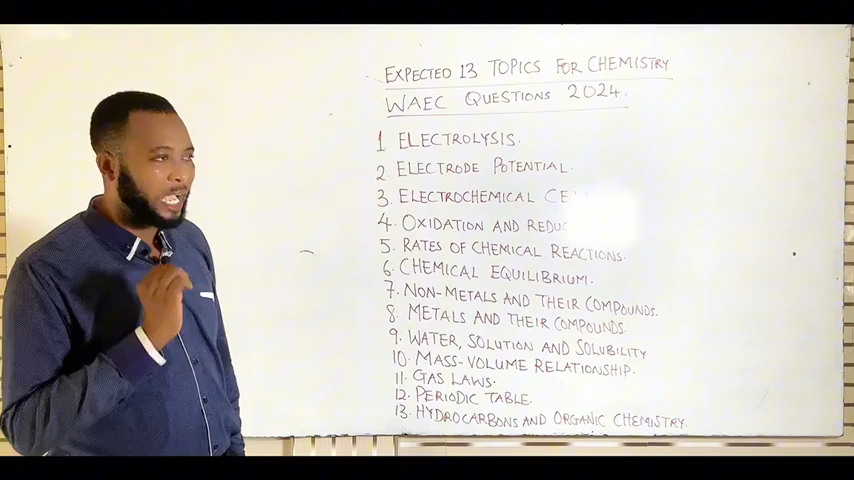 EXPECTED 13 TOPICS FOR CHEMISTRY
WAEC QUESTIONS 2024.
1 ELECTROLYSIS.
2. ELECTRODE POTENTIAL.
3. ELECTROCHEMICAL
4. OXIDATION AND
5. RATES OF CHEMICAL REACTIONS.
6. CHEMICAL EQUILIBRIUM.
7. NON-METALS AND THEIR COMPOUNDS.
8. METALS AND THEIR COMPOUNDS.
9. WATER, SOLUTION AND SOLUBILITY
10. MASS-VOLUME RELATIONSHIP.
11. GAS LAWS.
12. PERIODIC TABLE.
13. HYDROCARBONS AND ORGANIC CHEMISTRY.